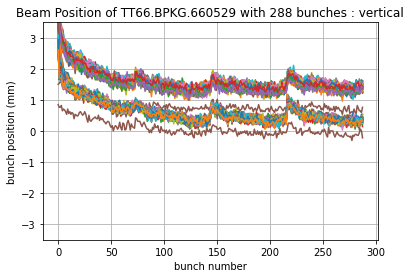 Beam Position of TT66.BPKG.660529 with 288 bunches : vertical
bunch position (mm)
3
2
1
0
−1
−2
−3
0 50 100 150 200 250 300
bunch number